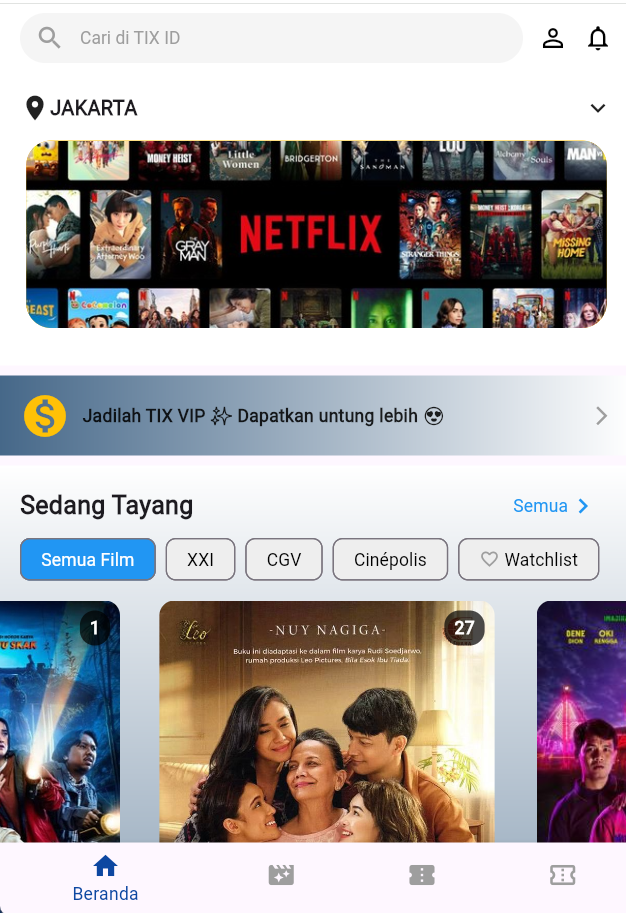 Cari di TIX ID
JAKARTA
MONEY HEIST
Little
Women
BRIDGERTON
THE
SANDMAN
Alchemy of Souls
Extraordinary
Attorney Woo
THE
GRAY
MAN
NETFLIX
STRANGER THINGS
MONEY HEIST KOREA
MISSING
HOME
Jadilah TIX VIP ✨ Dapatkan untung lebih 😍
Sedang Tayang
Semua
Semua Film
XXI
CGV
Cinépolis
Watchlist
1
Leo
-NUY NAGIGA-
27
Buku ini diadaptasi ke dalam film karya Rudi Soedjarwo,
rumah produksi Leo Pictures, Bila Esok Ibu Tiada.
BENE
DION
OKI
RENGGA
Beranda